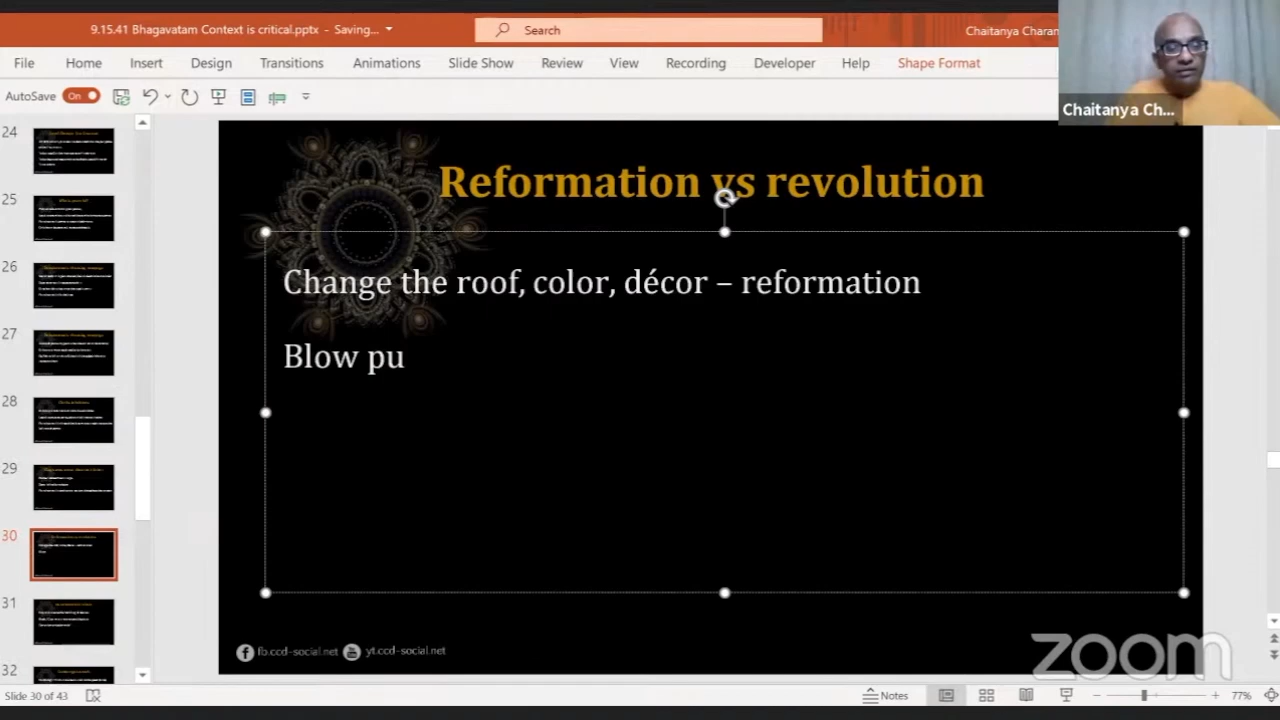 9.15.41 Bhagavatam Context is critical.pptx - Saving...
Search
Chaitanya Charan
File Home Insert Design Transitions Animations Slide Show Review View Recording Developer Help Shape Format
Chaitanya Ch...
AutoSave On
24
25
26
27
28
29
30
31
32
Reformation vs revolution
Change the roof, color, décor – reformation
Blow pu
fb.ccd-social.net yt.ccd-social.net
zoom
Slide 30 of 43
Notes
77%